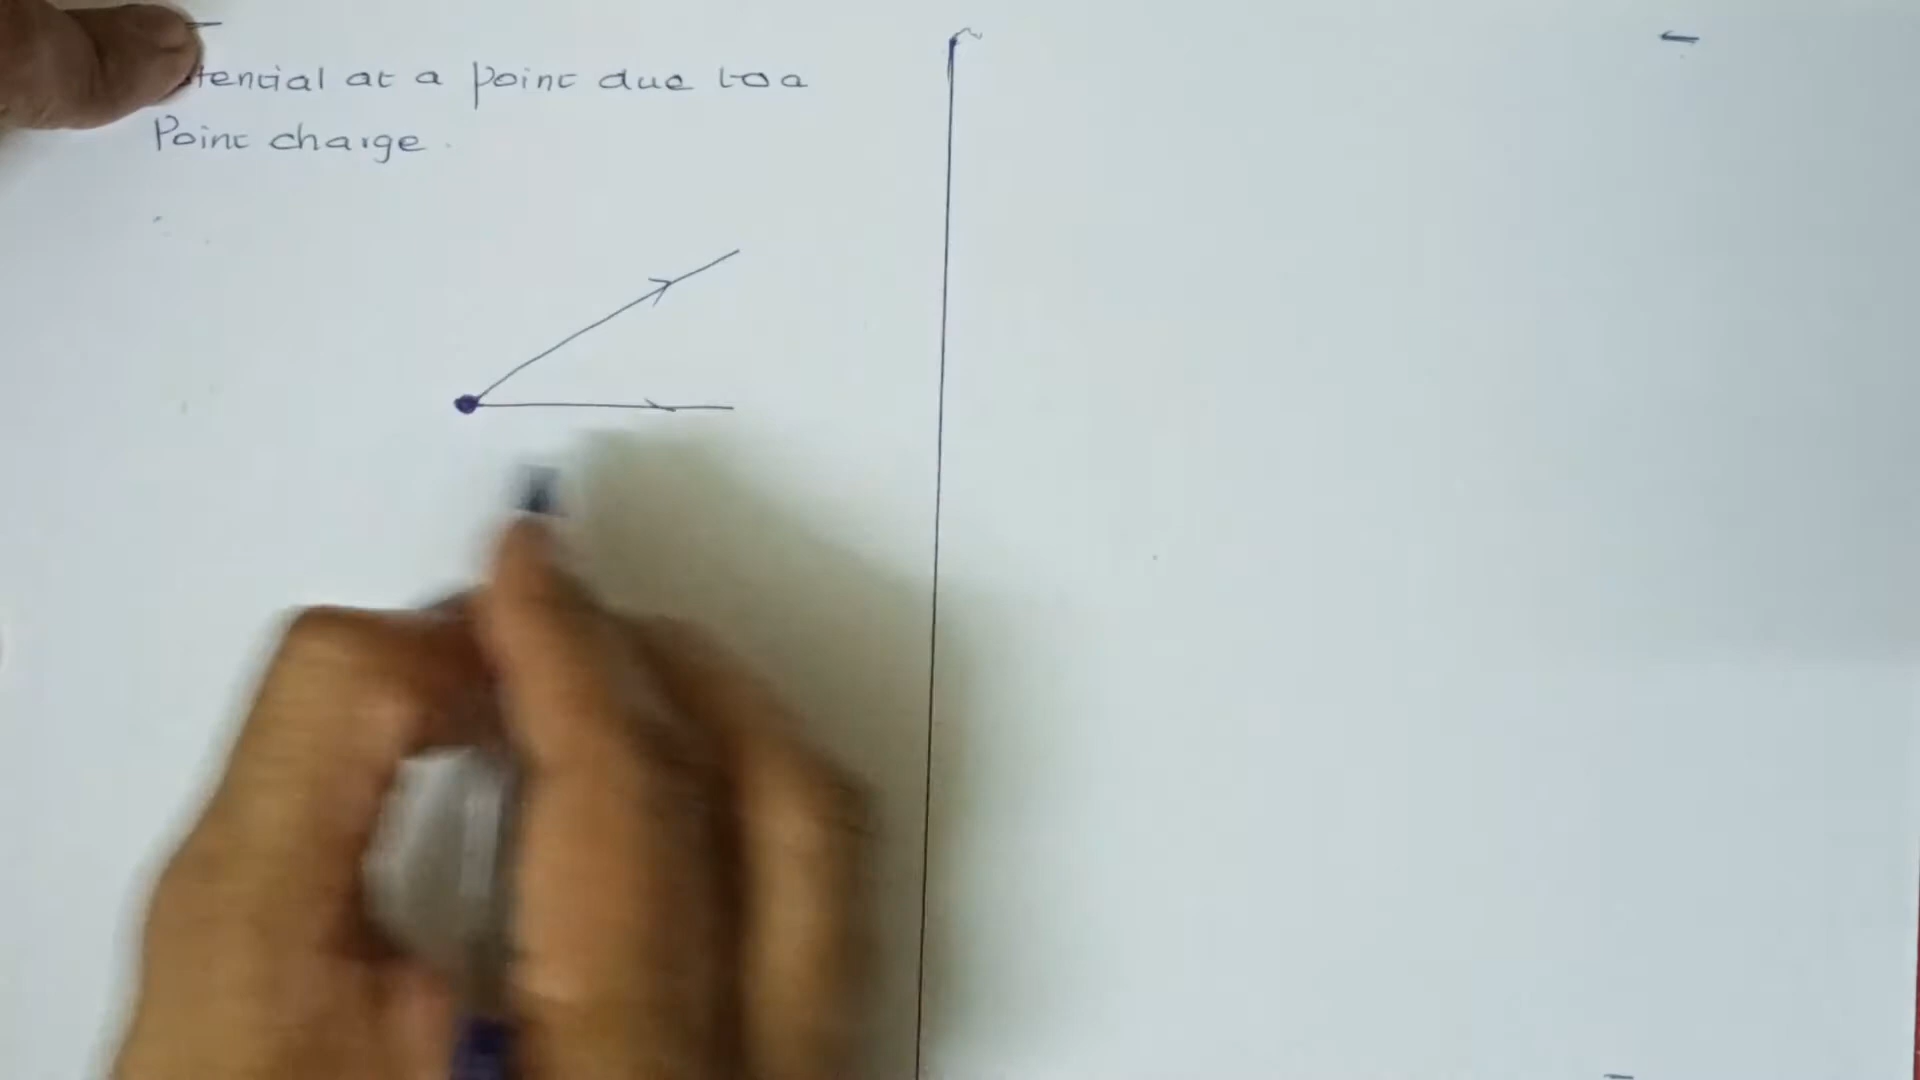 tential at a point due to a
Point charge.